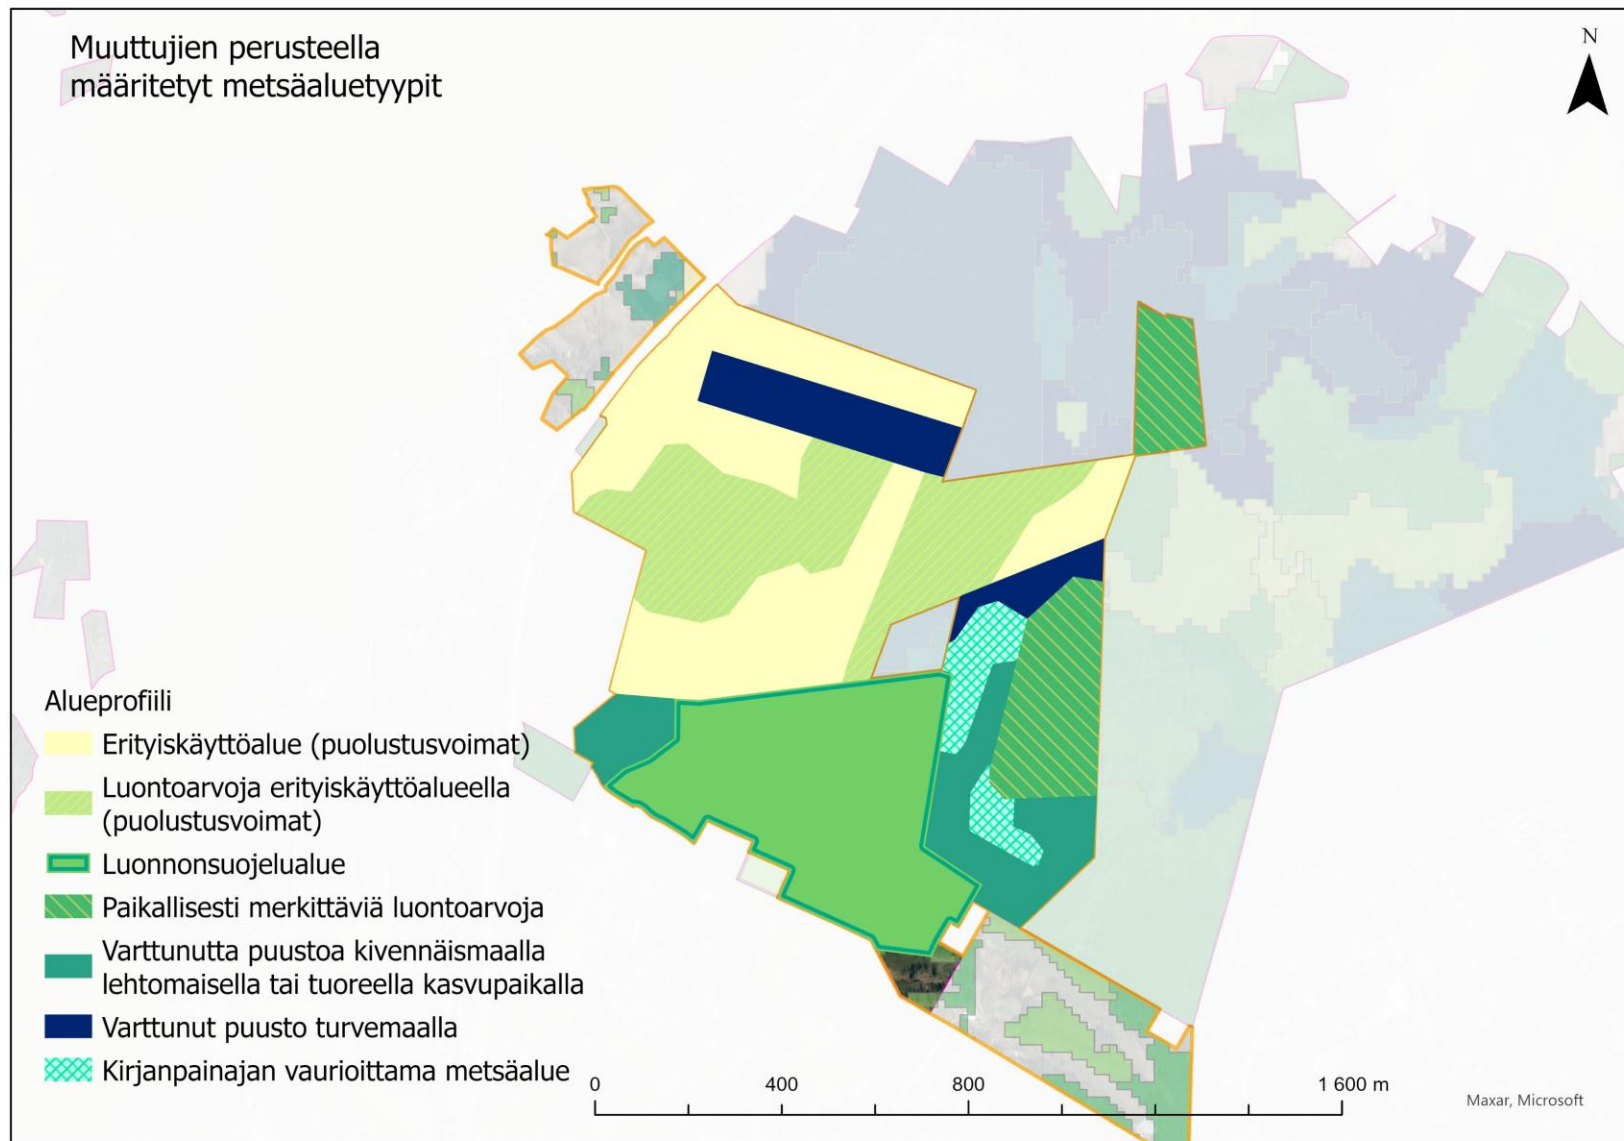 Muuttujien perusteella
määritetyt metsäaluetyypit
N
Alueprofiili
Erityiskäyttöalue (puolustusvoimat)
Luontoarvoja erityiskäyttöalueella
(puolustusvoimat)
Luonnonsuojelualue
Paikallisesti merkittäviä luontoarvoja
Varttunutta puustoa kivennäismaalla
lehtomaisella tai tuoreella kasvupaikalla
Varttunut puusto turvemaalla
Kirjanpainajan vaurioittama metsäalue
0 400 800 1 600 m
Maxar, Microsoft